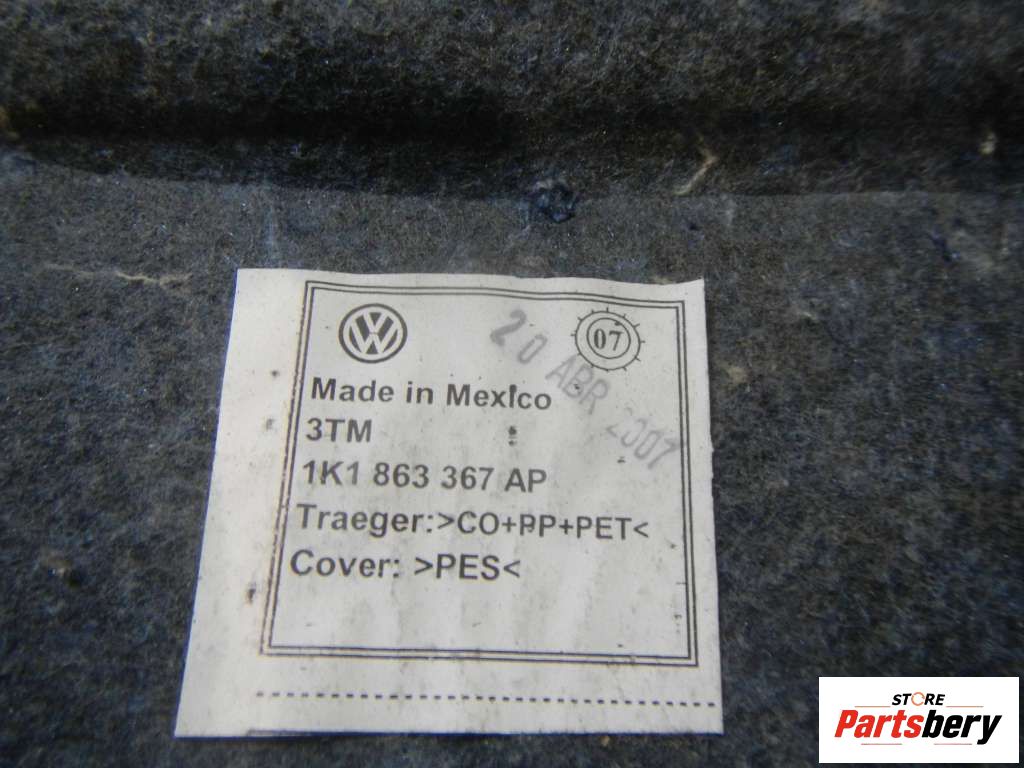 VW
20 ABR 2007
07
Made in Mexico
3TM
1K1 863 367 AP
Traeger:>CO+PP+PET<
Cover: >PES<
STORE
Partsbery